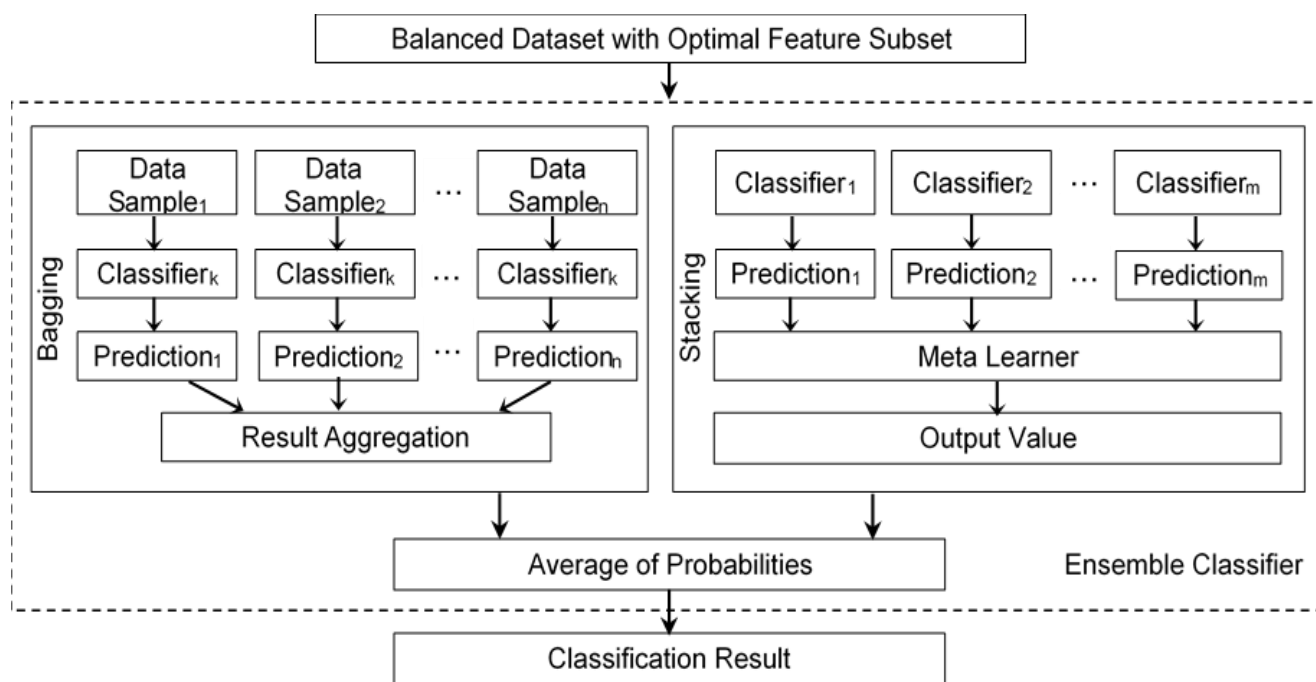 Balanced Dataset with Optimal Feature Subset
Bagging
Data
Sample₁
Data
Sample₂
...
Data
Sampleₙ
Classifierₖ
Classifierₖ
...
Classifierₖ
Prediction₁
Prediction₂
...
Predictionₙ
Result Aggregation
Stacking
Classifier₁
Classifier₂
...
Classifierₘ
Prediction₁
Prediction₂
...
Predictionₘ
Meta Learner
Output Value
Average of Probabilities
Ensemble Classifier
Classification Result